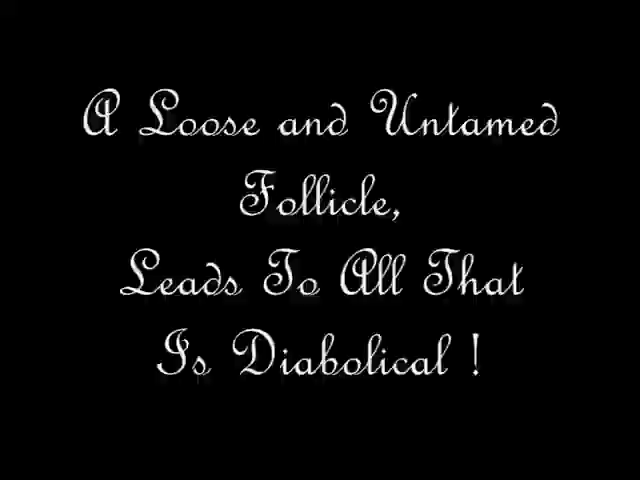 A Loose and Untamed
Follicle,
Leads To All That
Is Diabolical !